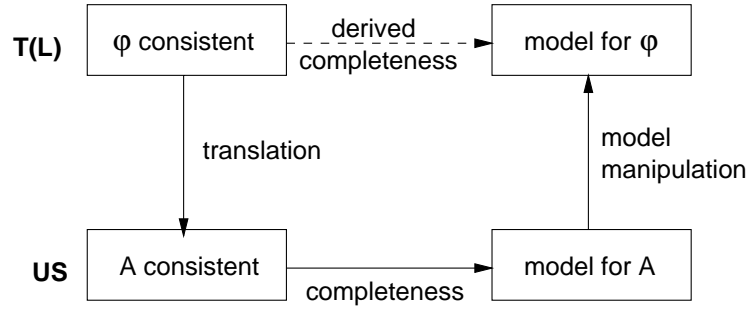 T(L)
φ consistent
derived
completeness
model for φ
translation
model
manipulation
US
A consistent
completeness
model for A